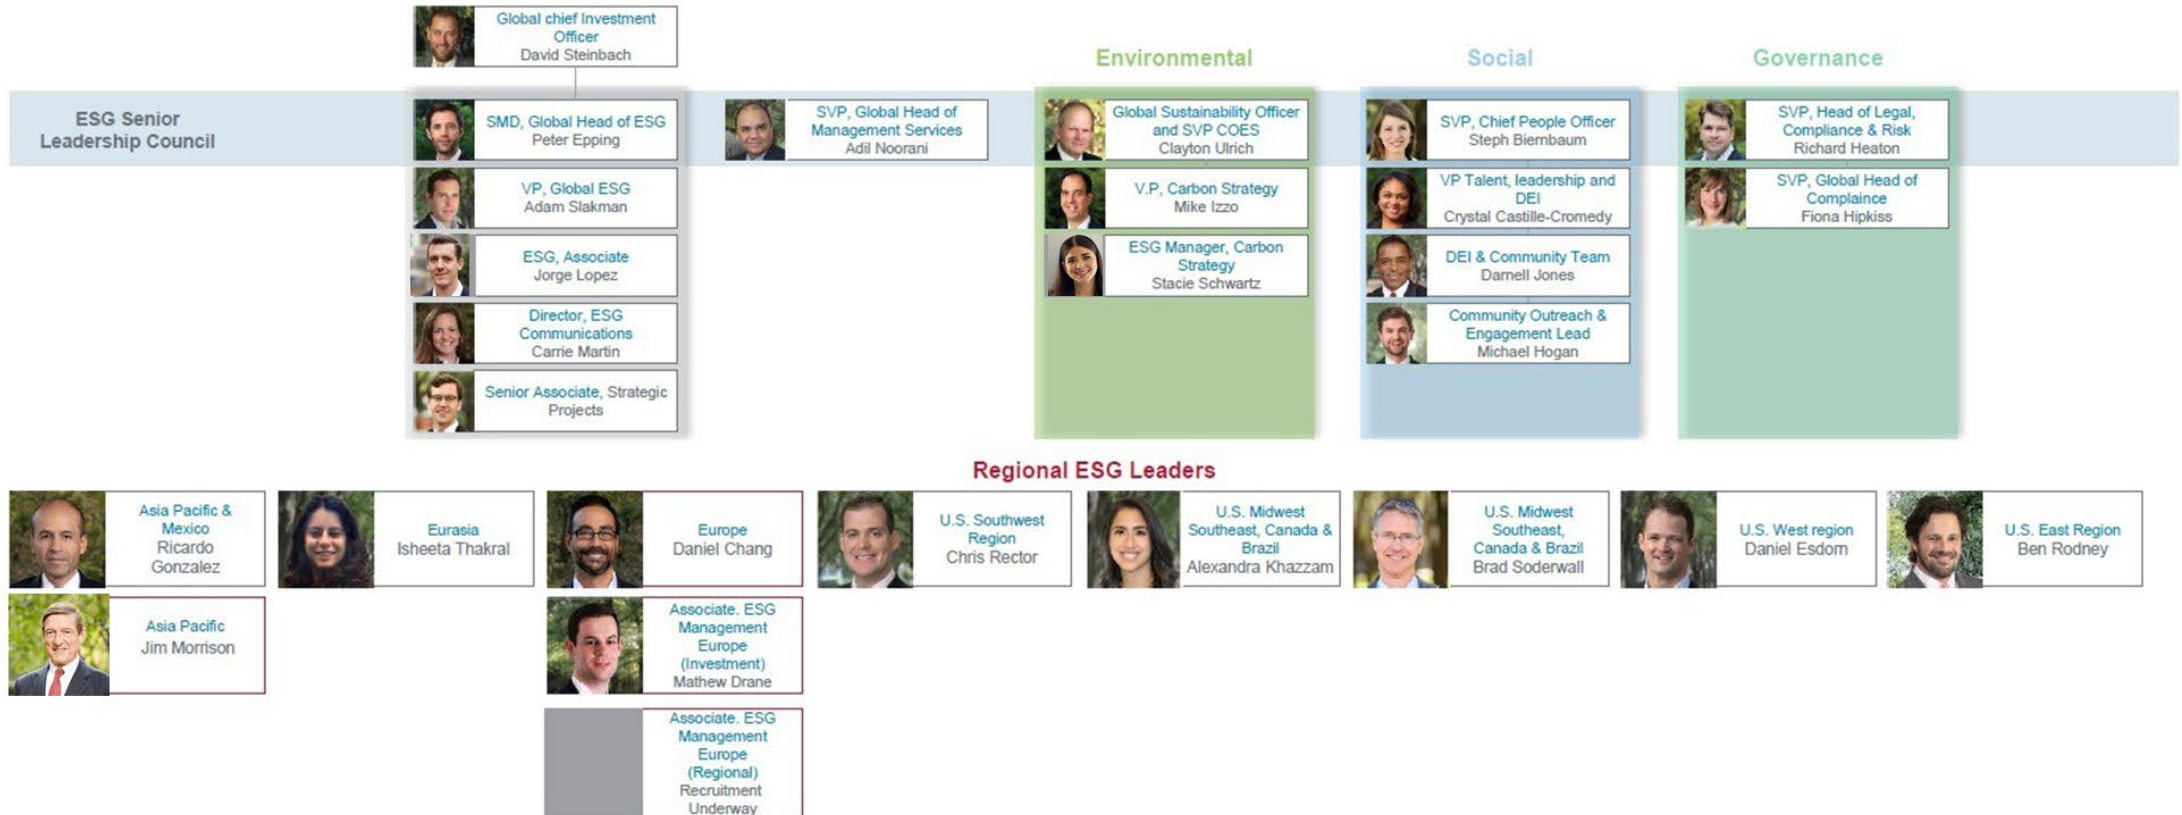 Global chief Investment
Officer
David Steinbach
Environmental
Social
Governance
ESG Senior
Leadership Council
SMD, Global Head of ESG
Peter Epping
SVP, Global Head of
Management Services
Adil Noorani
Global Sustainability Officer
and SVP COES
Clayton Ulrich
SVP, Chief People Officer
Steph Biernbaum
SVP, Head of Legal,
Compliance & Risk
Richard Heaton
VP, Global ESG
Adam Slakman
V.P, Carbon Strategy
Mike Izzo
VP Talent, leadership and
DEI
Crystal Castille-Cromedy
SVP, Global Head of
Complaince
Fiona Hipkiss
ESG, Associate
Jorge Lopez
ESG Manager, Carbon
Strategy
Stacie Schwartz
DEI & Community Team
Darnell Jones
Director, ESG
Communications
Carrie Martin
Community Outreach &
Engagement Lead
Michael Hogan
Senior Associate, Strategic
Projects
Regional ESG Leaders
Asia Pacific &
Mexico
Ricardo
Gonzalez
Eurasia
Isheeta Thakral
Europe
Daniel Chang
U.S. Southwest
Region
Chris Rector
U.S. Midwest
Southeast, Canada &
Brazil
Alexandra Khazzam
U.S. Midwest
Southeast,
Canada & Brazil
Brad Soderwall
U.S. West region
Daniel Esdorn
U.S. East Region
Ben Rodney
Asia Pacific
Jim Morrison
Associate. ESG
Management
Europe
(Investment)
Mathew Drane
Associate. ESG
Management
Europe
(Regional)
Recruitment
Underway